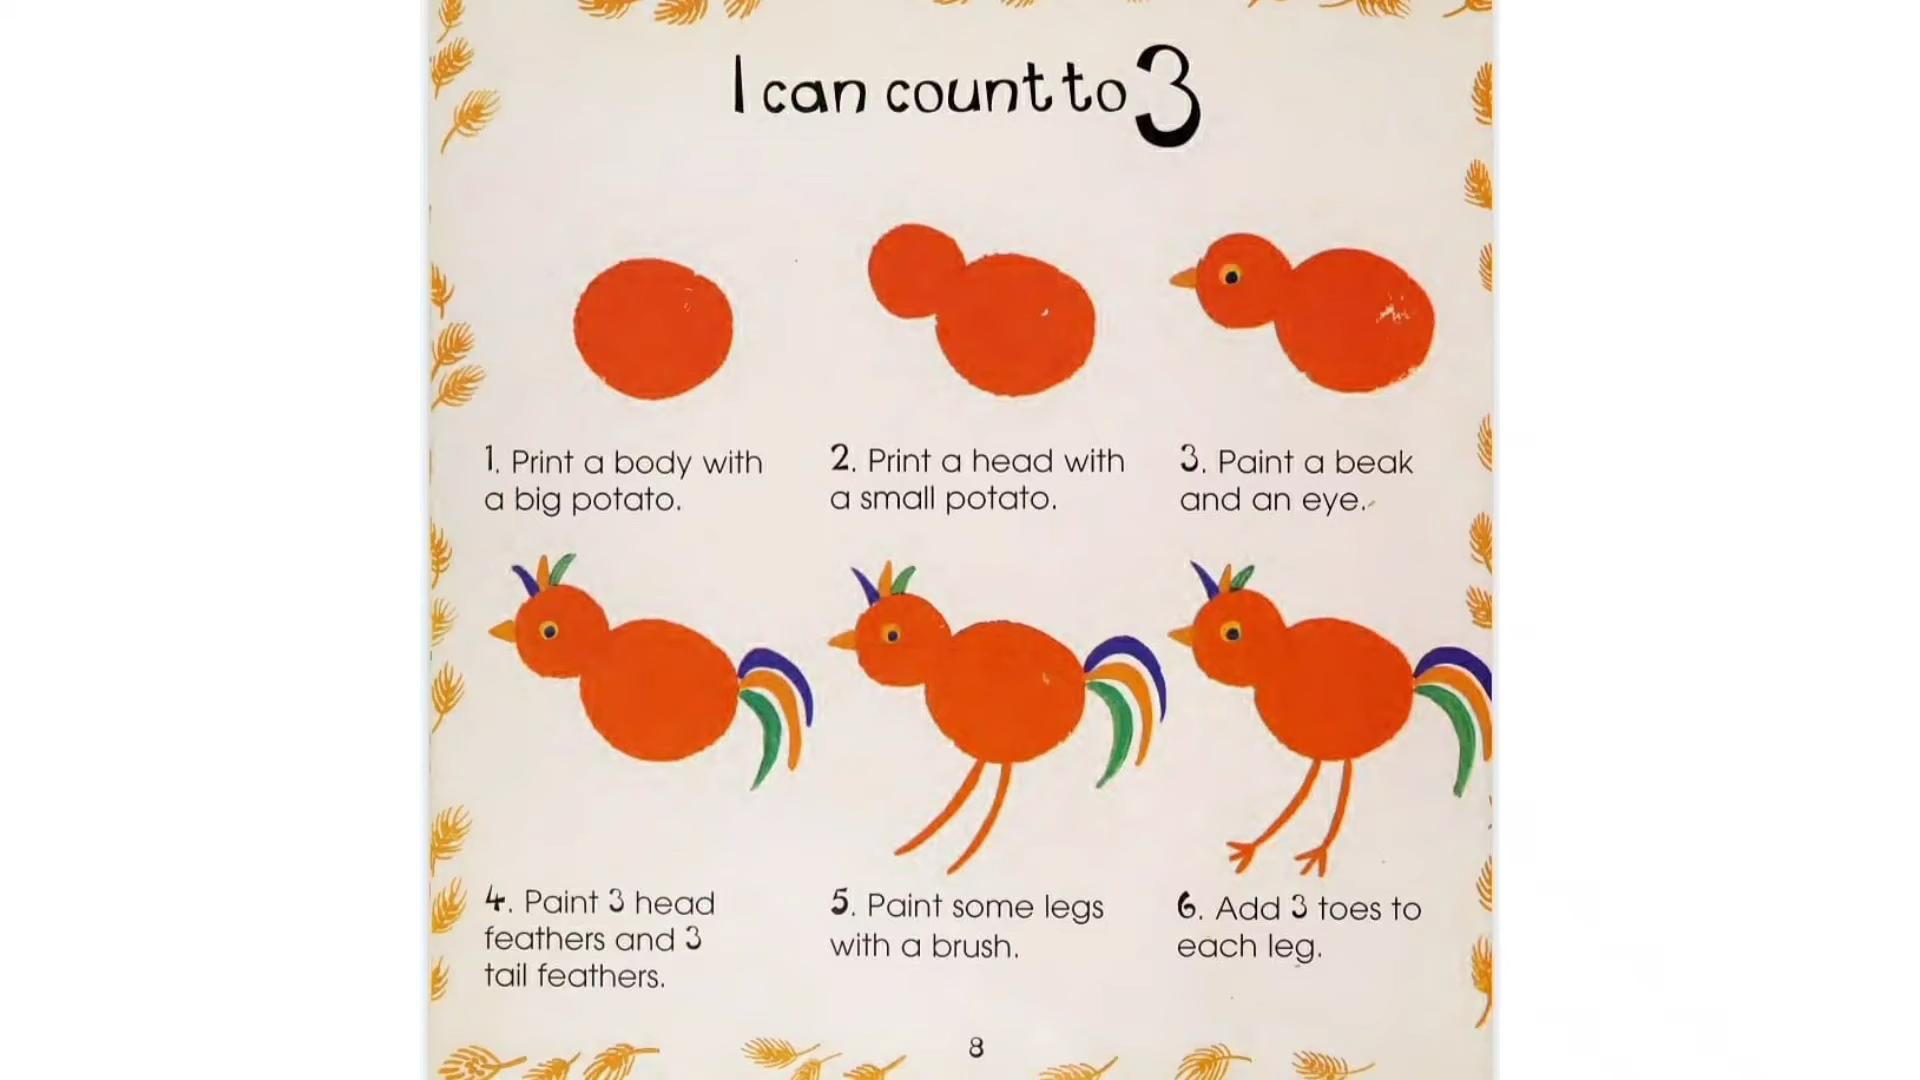 I can count to 3
1. Print a body with
a big potato.
2. Print a head with
a small potato.
3. Paint a beak
and an eye.
4. Paint 3 head
feathers and 3
tail feathers.
5. Paint some legs
with a brush.
6. Add 3 toes to
each leg.
8